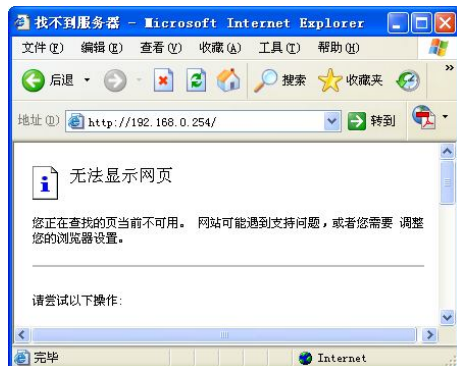 找不到服务器 - Microsoft Internet Explorer
文件(F) 编辑(E) 查看(V) 收藏(A) 工具(T) 帮助(H)
后退 搜索 收藏夹 »
地址(D) http://192.168.0.254/ 转到
无法显示网页
您正在查找的页当前不可用。 网站可能遇到支持问题，或者您需要 调整
您的浏览器设置。
请尝试以下操作:
完毕 Internet